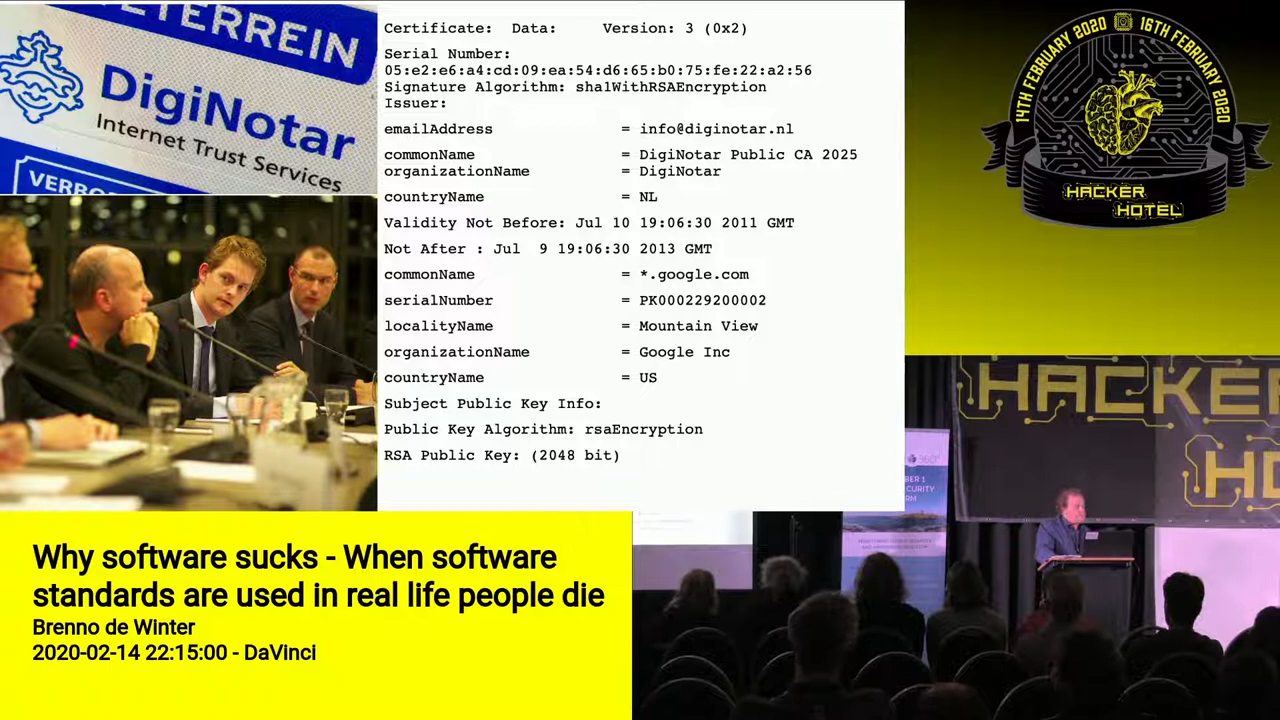 TERREIN
DigiNotar
Internet Trust Services
Certificate: Data: Version: 3 (0x2)
Serial Number:
05:e2:e6:a4:cd:09:ea:54:d6:65:b0:75:fe:22:a2:56
Signature Algorithm: sha1WithRSAEncryption
Issuer:
emailAddress = info@diginotar.nl
commonName = DigiNotar Public CA 2025
organizationName = DigiNotar
countryName = NL
Validity Not Before: Jul 10 19:06:30 2011 GMT
Not After : Jul 9 19:06:30 2013 GMT
commonName = *.google.com
serialNumber = PK000229200002
localityName = Mountain View
organizationName = Google Inc
countryName = US
Subject Public Key Info:
Public Key Algorithm: rsaEncryption
RSA Public Key: (2048 bit)
14TH FEBRUARY 2020 16TH FEBRUARY 2020
HACKER
HOTEL
HACKER
HO
360°
Why software sucks - When software
standards are used in real life people die
Brenno de Winter
2020-02-14 22:15:00 - DaVinci